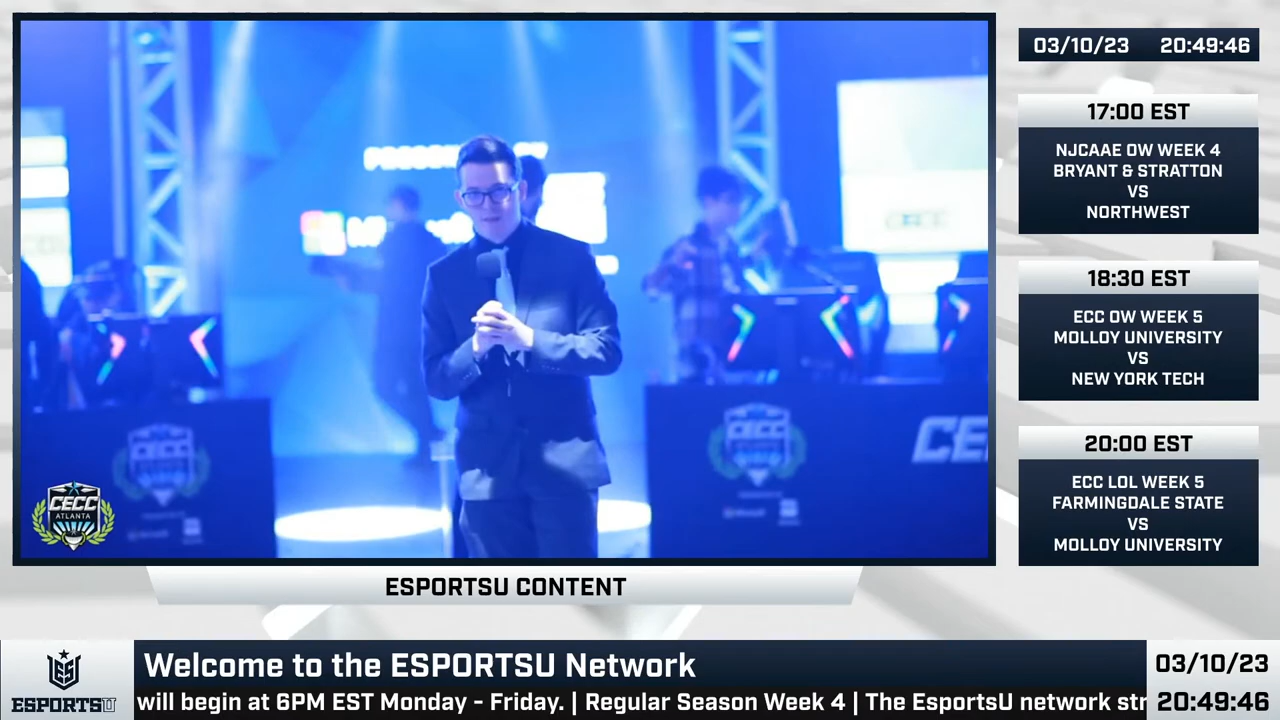 03/10/23 20:49:46
17:00 EST
NJCAAE OW WEEK 4
BRYANT & STRATTON
VS
NORTHWEST
18:30 EST
ECC OW WEEK 5
MOLLOY UNIVERSITY
VS
NEW YORK TECH
20:00 EST
ECC LOL WEEK 5
FARMINGDALE STATE
VS
MOLLOY UNIVERSITY
CECC
CECC
CE
CECC
ATLANTA
ESPORTSU CONTENT
ESPORTSU
Welcome to the ESPORTSU Network
will begin at 6PM EST Monday - Friday. | Regular Season Week 4 | The EsportsU network str
03/10/23
20:49:46